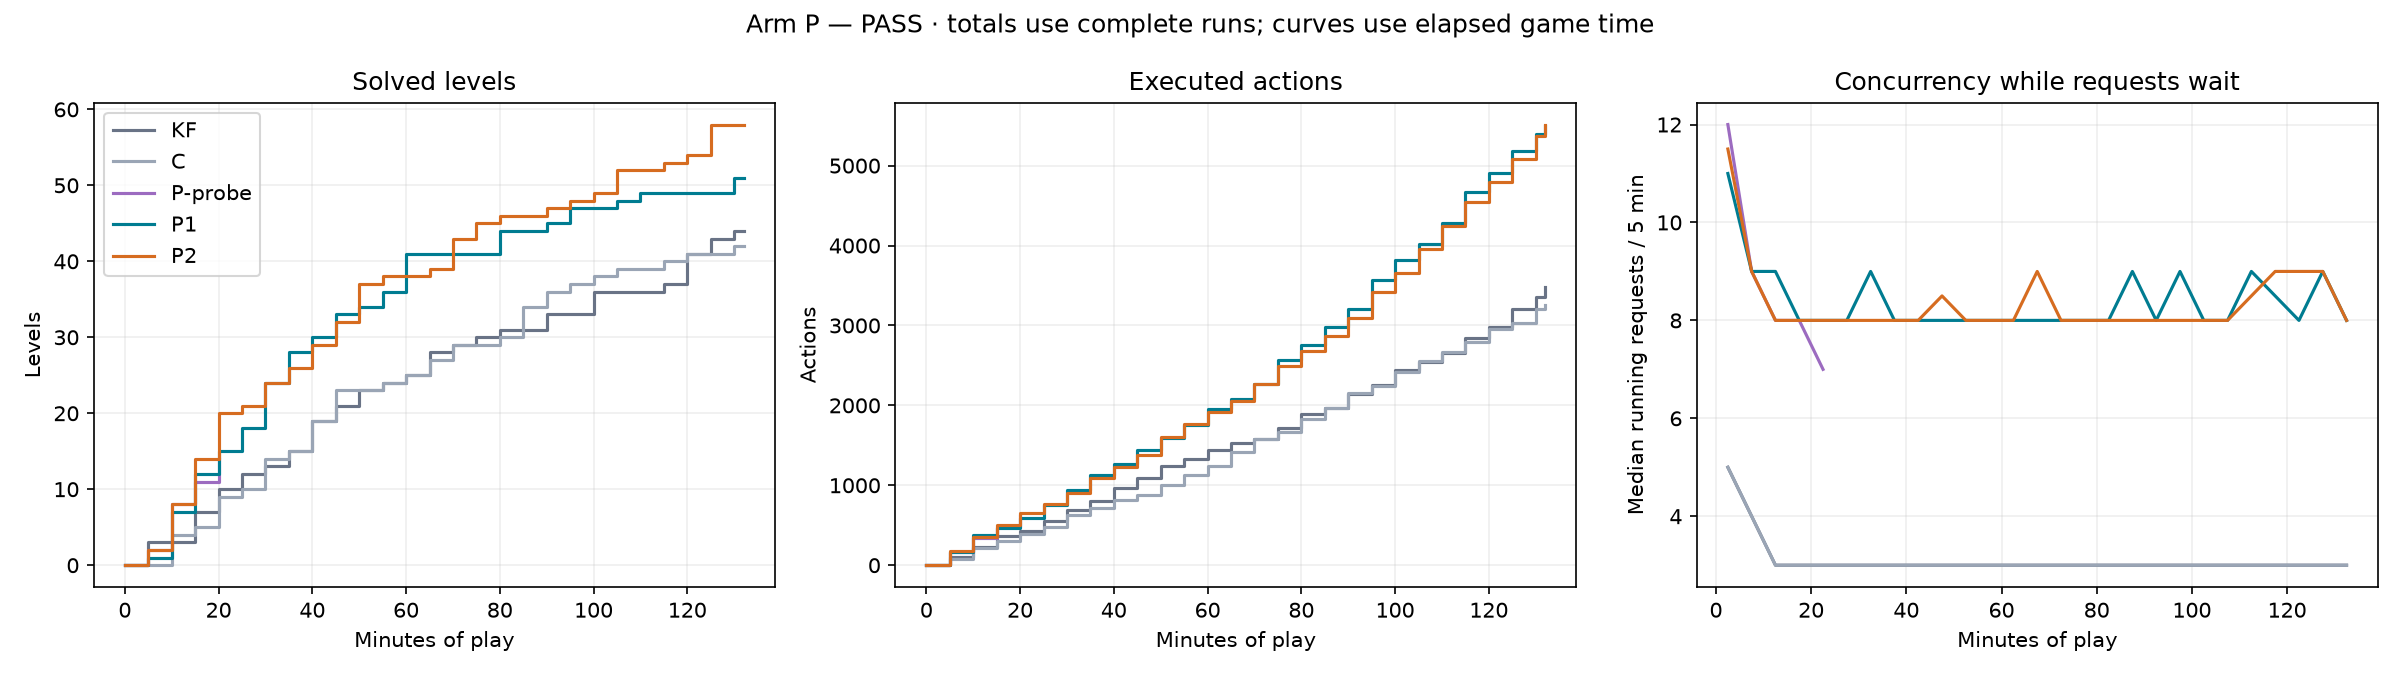 Arm P — PASS · totals use complete runs; curves use elapsed game time
Solved levels
Levels
60
50
40
30
20
10
0
KF
C
P-probe
P1
P2
0 20 40 60 80 100 120
Minutes of play
Executed actions
Actions
5000
4000
3000
2000
1000
0
0 20 40 60 80 100 120
Minutes of play
Concurrency while requests wait
Median running requests / 5 min
12
10
8
6
4
0 20 40 60 80 100 120
Minutes of play